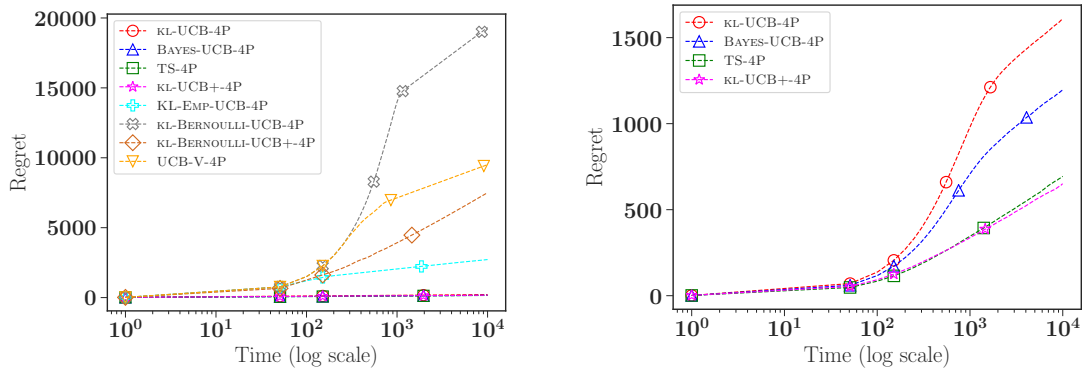 20000
15000
10000
5000
0
Regret
KL-UCB-4P
BAYES-UCB-4P
TS-4P
KL-UCB+-4P
KL-EMP-UCB-4P
KL-BERNOULLI-UCB-4P
KL-BERNOULLI-UCB+-4P
UCB-V-4P
10^0 10^1 10^2 10^3 10^4
Time (log scale)
1500
1000
500
0
Regret
KL-UCB-4P
BAYES-UCB-4P
TS-4P
KL-UCB+-4P
10^0 10^1 10^2 10^3 10^4
Time (log scale)